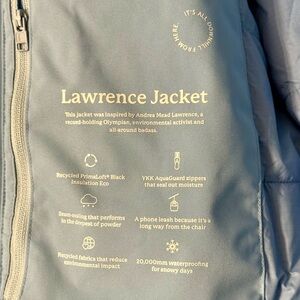 IT'S ALL DOWNHILL FROM HERE.
Lawrence Jacket
This jacket was inspired by Andrea Mead Lawrence, a
record-holding Olympian, environmental activist and
all-around badass.
Recycled PrimaLoft® Black
Insulation Eco
YKK AquaGuard zippers
that seal out moisture
Seam-sealing that performs
in the deepest of powder
A phone leash because it's a
long way from the chair
Recycled fabrics that reduce
environmental impact
20,000mm waterproofing
for snowy days